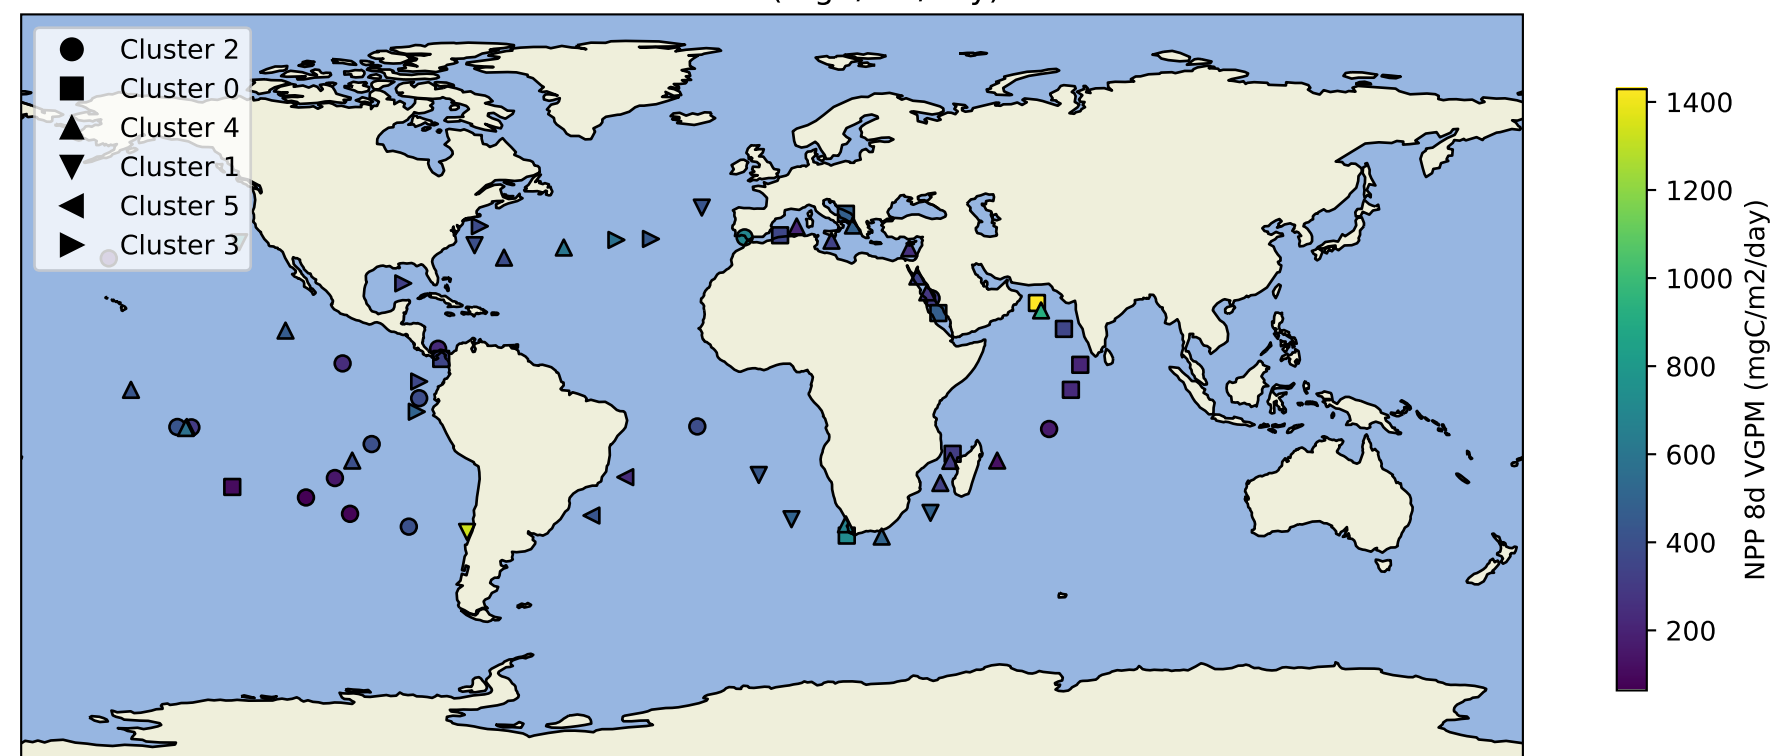 Cluster 2
Cluster 0
Cluster 4
Cluster 1
Cluster 5
Cluster 3
1400
1200
1000
800
600
400
200
NPP 8d VGPM (mgC/m2/day)